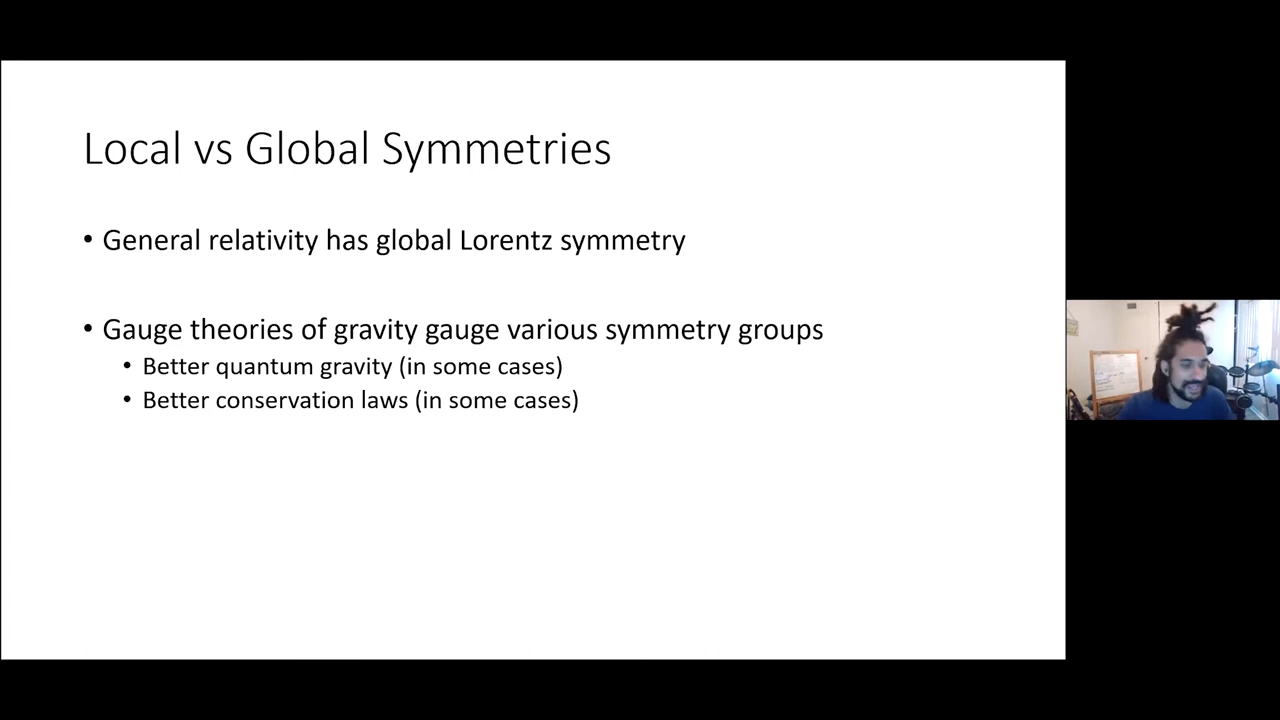 Local vs Global Symmetries
• General relativity has global Lorentz symmetry
• Gauge theories of gravity gauge various symmetry groups
• Better quantum gravity (in some cases)
• Better conservation laws (in some cases)